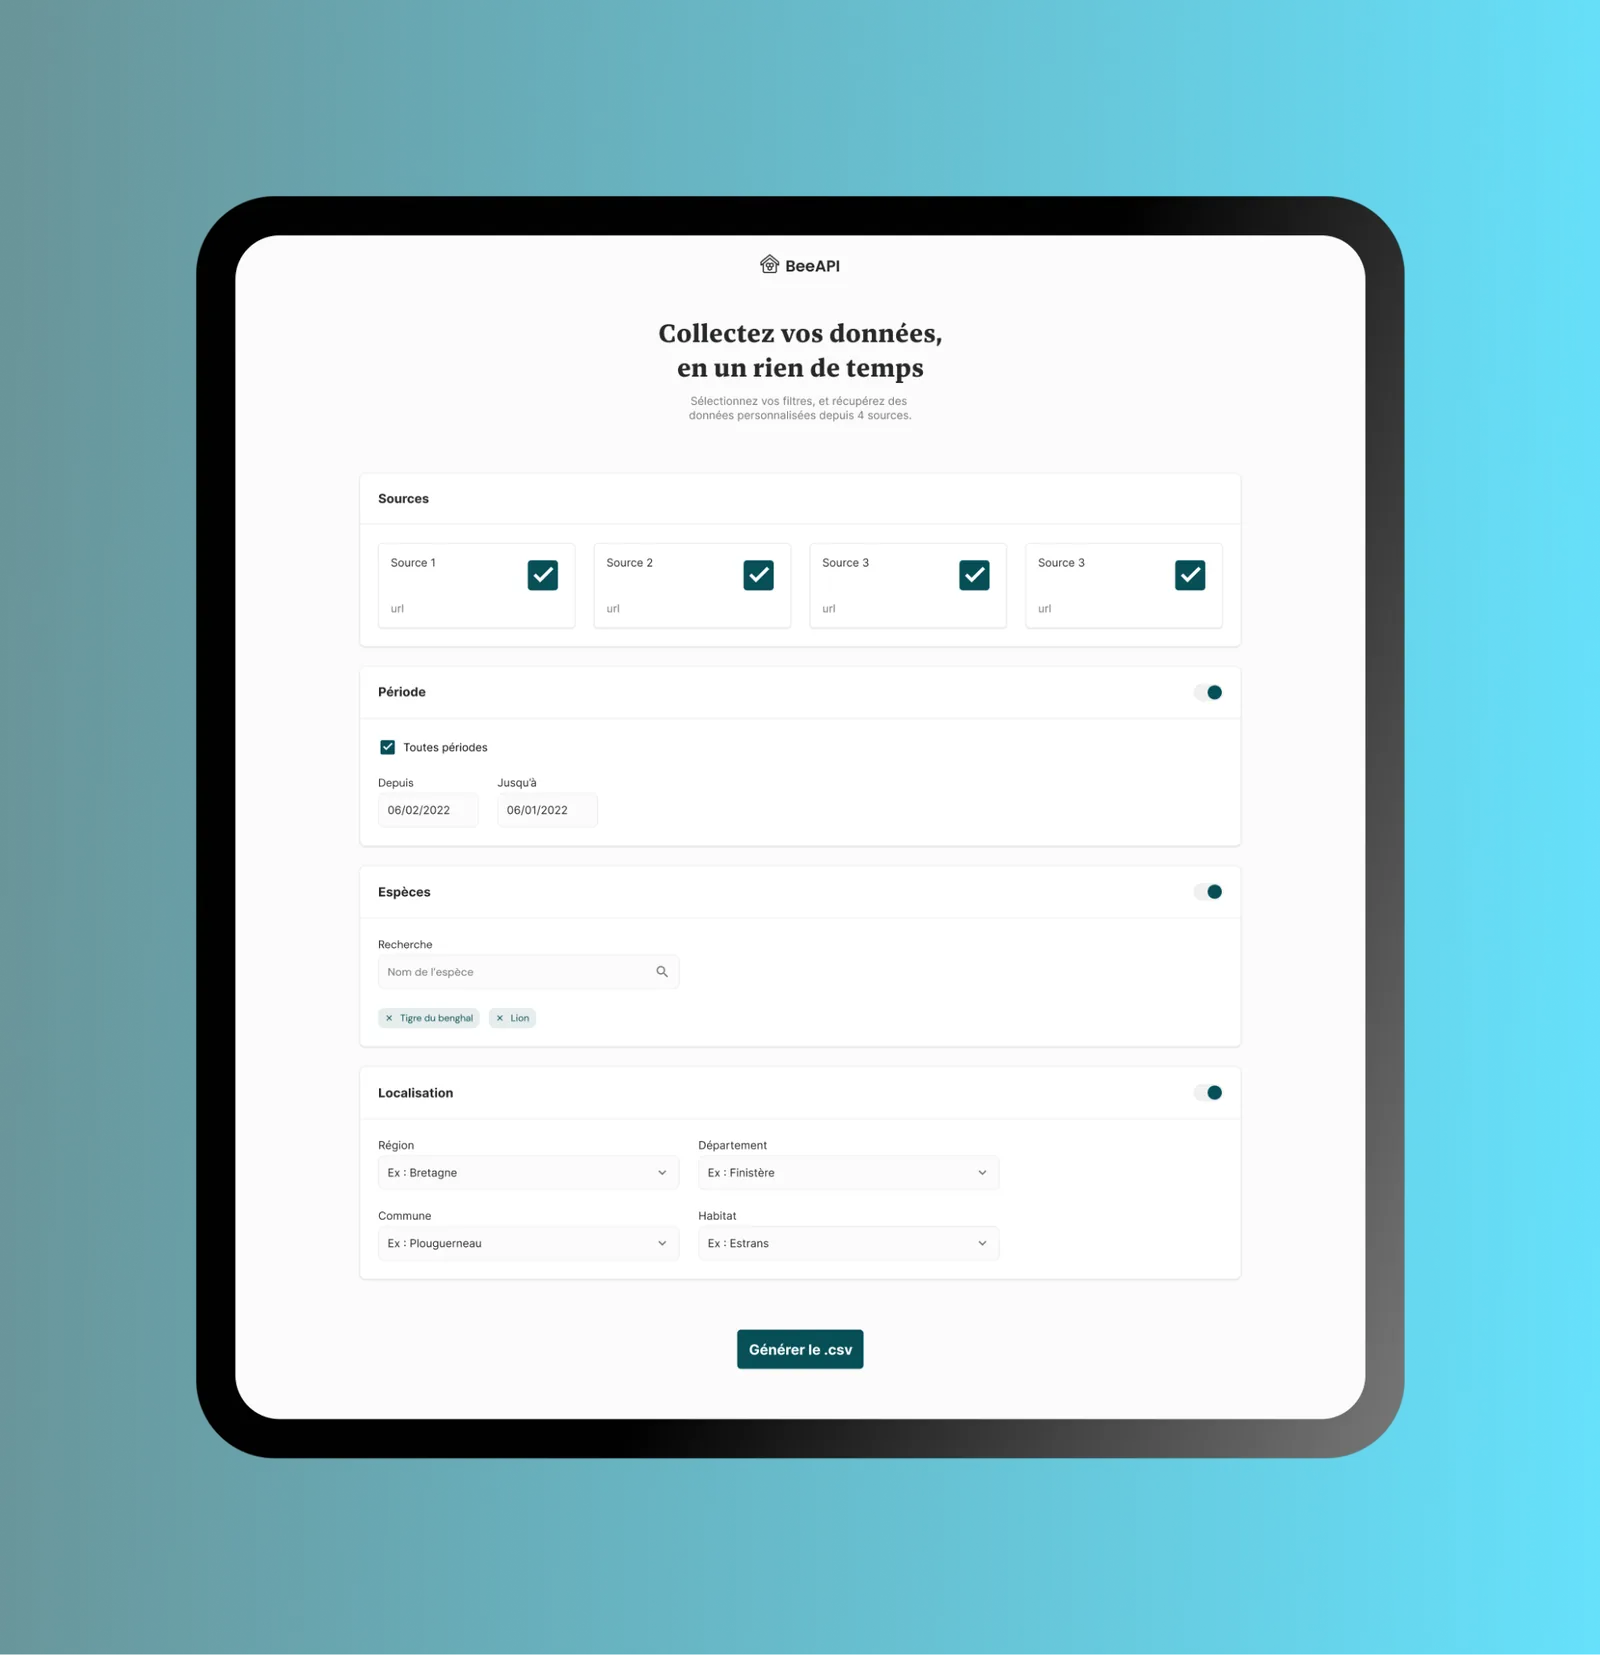 BeeAPI
Collectez vos données,
en un rien de temps
Sélectionnez vos filtres, et récupérez des
données personnalisées depuis 4 sources.
Sources
Source 1
url
Source 2
url
Source 3
url
Source 3
url
Période
Toutes périodes
Depuis
06/02/2022
Jusqu'à
06/01/2022
Espèces
Recherche
Nom de l'espèce
× Tigre du benghal
× Lion
Localisation
Région
Ex : Bretagne
Département
Ex : Finistère
Commune
Ex : Plouguerneau
Habitat
Ex : Estrans
Générer le .csv